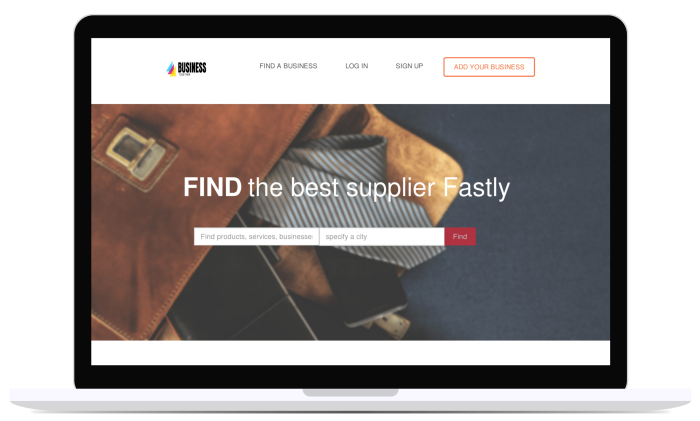 BUSINESS
FIND A BUSINESS
LOG IN
SIGN UP
ADD YOUR BUSINESS
FIND the best supplier Fastly
Find products, services, businesse
specify a city
Find